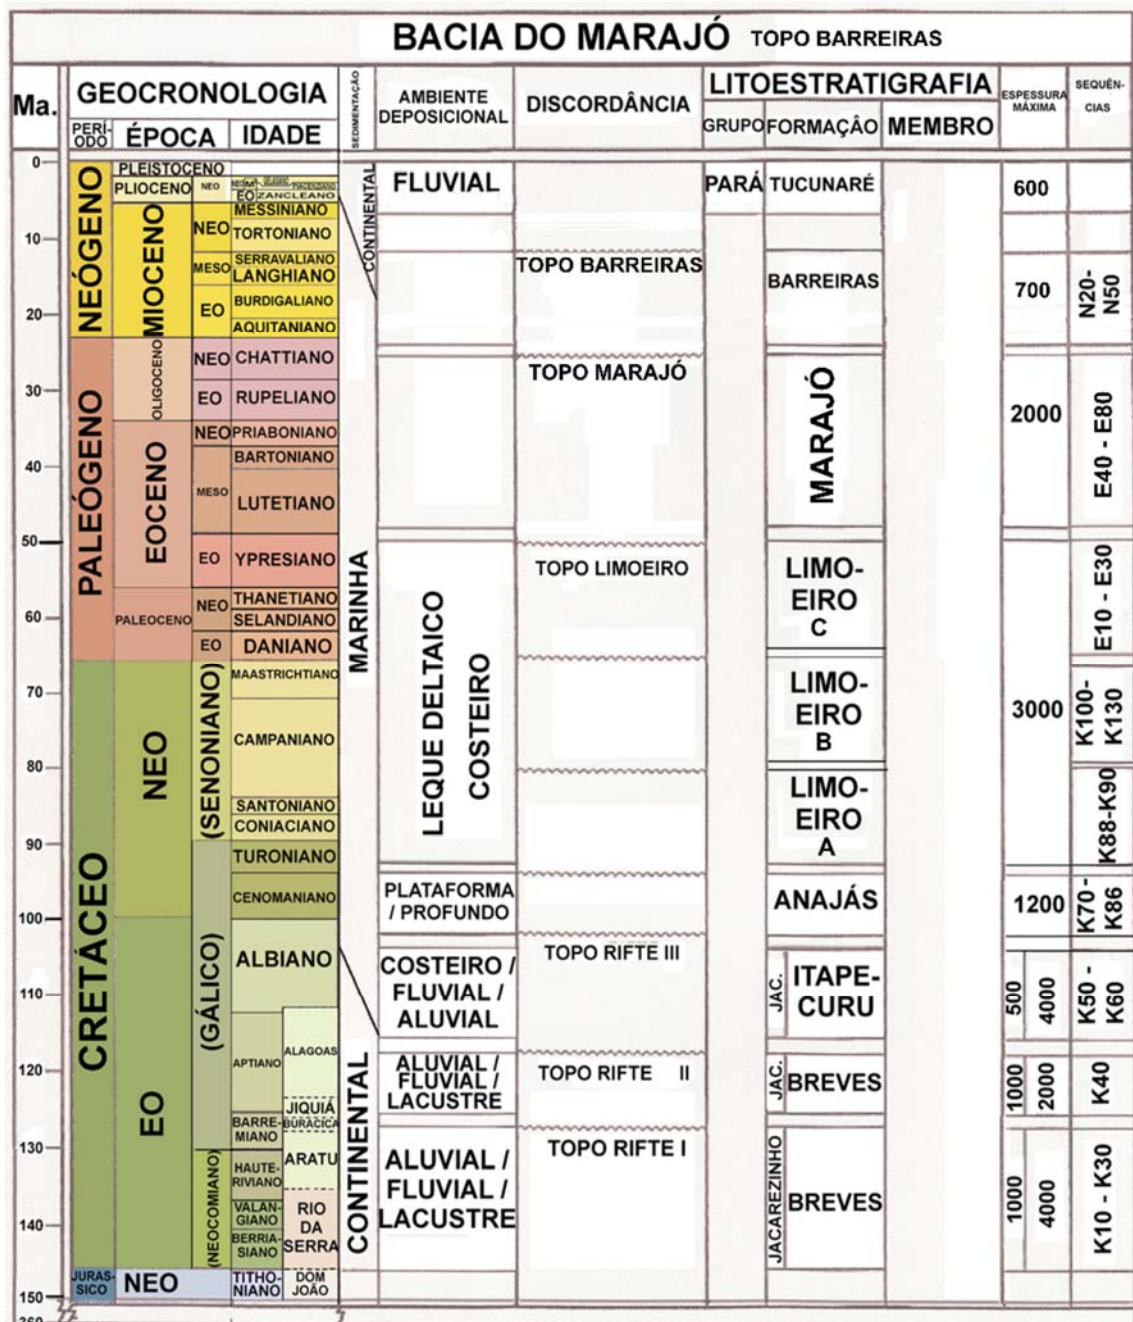 BACIA DO MARAJÓ TOPO BARREIRAS
Ma.
GEOCRONOLOGIA
PERÍ-
ODO
ÉPOCA
IDADE
SEDIMENTAÇÃO
AMBIENTE
DEPOSICIONAL
DISCORDÂNCIA
LITOESTRATIGRAFIA
GRUPO
FORMAÇÂO
MEMBRO
ESPESSURA
MÁXIMA
SEQUÊN-
CIAS
0
10
20
30
40
50
60
70
80
90
100
110
120
130
140
150
NEÓGENO
PALEÓGENO
CRETÁCEO
JURAS-
SICO
PLEISTOCENO
PLIOCENO
MIOCENO
OLIGOCENO
EOCENO
PALEOCENO
NEO
EO
NEO
NEO
NEO
MESO
EO
NEO
EO
NEO
MESO
EO
NEO
EO
(SENONIANO)
(GÁLICO)
(NEOCOMIANO)
PIACENZIANO
EO
ZANCLEANO
MESSINIANO
TORTONIANO
SERRAVALIANO
LANGHIANO
BURDIGALIANO
AQUITANIANO
CHATTIANO
RUPELIANO
PRIABONIANO
BARTONIANO
LUTETIANO
YPRESIANO
THANETIANO
SELANDIANO
DANIANO
MAASTRICHTIANO
CAMPANIANO
SANTONIANO
CONIACIANO
TURONIANO
CENOMANIANO
ALBIANO
APTIANO
BARRE-
MIANO
HAUTE-
RIVIANO
VALAN-
GIANO
BERRIA-
SIANO
TITHO-
NIANO
ALAGOAS
JIQUIÁ
BURACICA
ARATU
RIO
DA
SERRA
DOM
JOÃO
CONTINENTAL
MARINHA
CONTINENTAL
FLUVIAL
LEQUE DELTAICO
COSTEIRO
PLATAFORMA
/ PROFUNDO
COSTEIRO /
FLUVIAL /
ALUVIAL
ALUVIAL /
FLUVIAL /
LACUSTRE
ALUVIAL /
FLUVIAL /
LACUSTRE
TOPO BARREIRAS
TOPO MARAJÓ
TOPO LIMOEIRO
TOPO RIFTE III
TOPO RIFTE II
TOPO RIFTE I
PARÁ
TUCUNARÉ
BARREIRAS
MARAJÓ
LIMO-
EIRO
C
LIMO-
EIRO
B
LIMO-
EIRO
A
ANAJÁS
JAC.
ITAPE-
CURU
JAC.
BREVES
JACAREZINHO
BREVES
600
700
2000
3000
1200
500
4000
1000
2000
1000
4000
N20-
N50
E40 - E80
E10 - E30
K100-
K130
K88-K90
K70-
K86
K50 -
K60
K40
K10 - K30